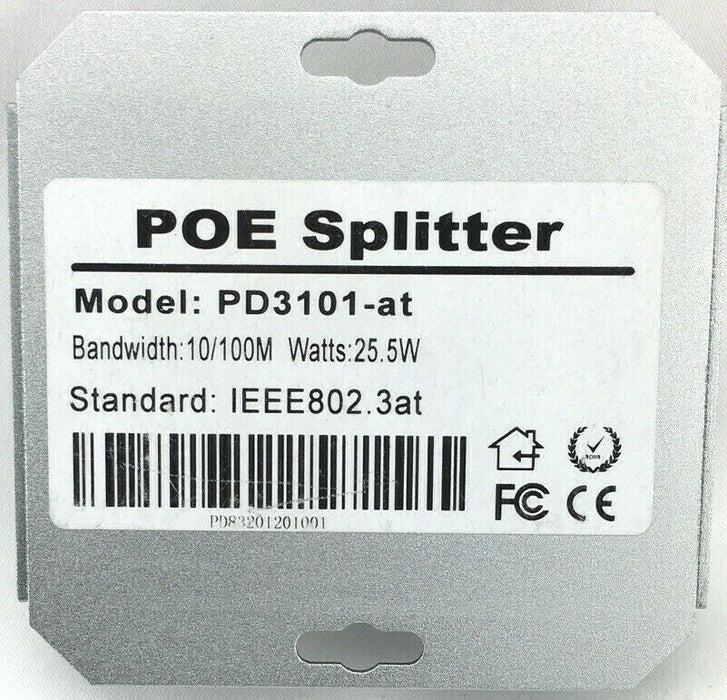 POE Splitter
Model: PD3101-at
Bandwidth:10/100M Watts:25.5W
Standard: IEEE802.3at
PD83201201001
FC CE